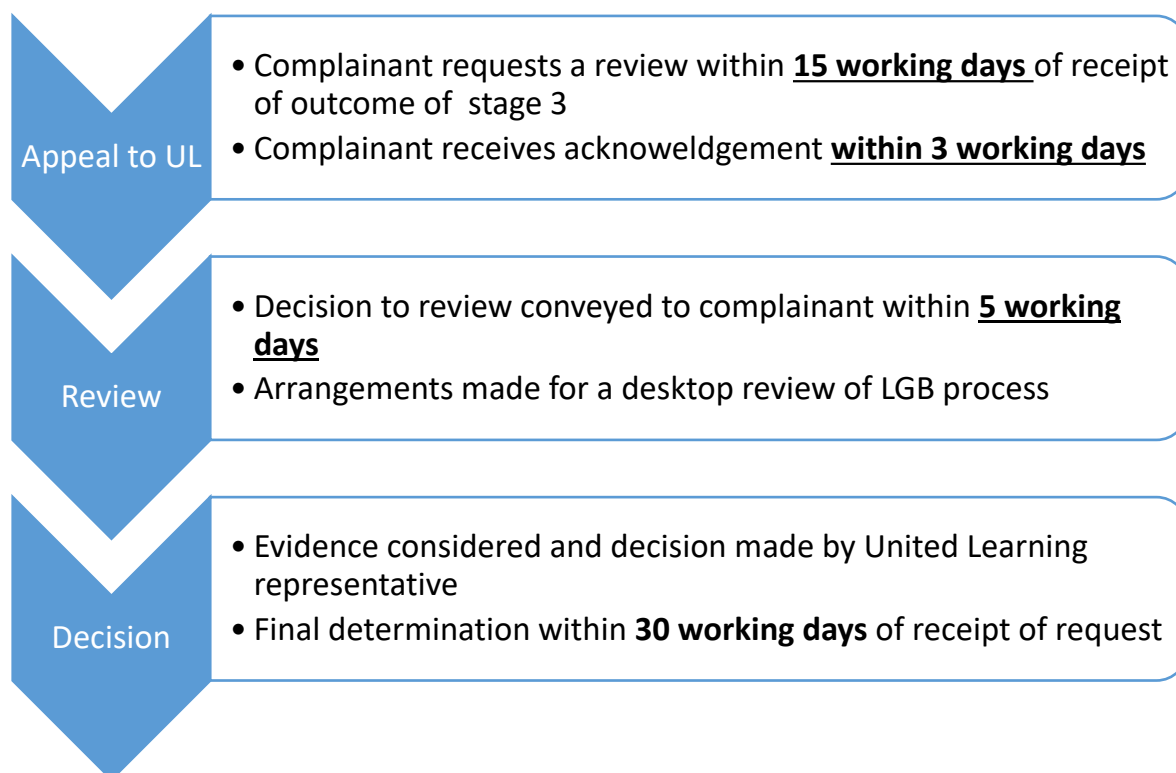 Appeal to UL
• Complainant requests a review within 15 working days of receipt
of outcome of  stage 3
• Complainant receives acknoweldgement within 3 working days
Review
• Decision to review conveyed to complainant within 5 working
days
• Arrangements made for a desktop review of LGB process
Decision
• Evidence considered and decision made by United Learning
representative
• Final determination within 30 working days of receipt of request